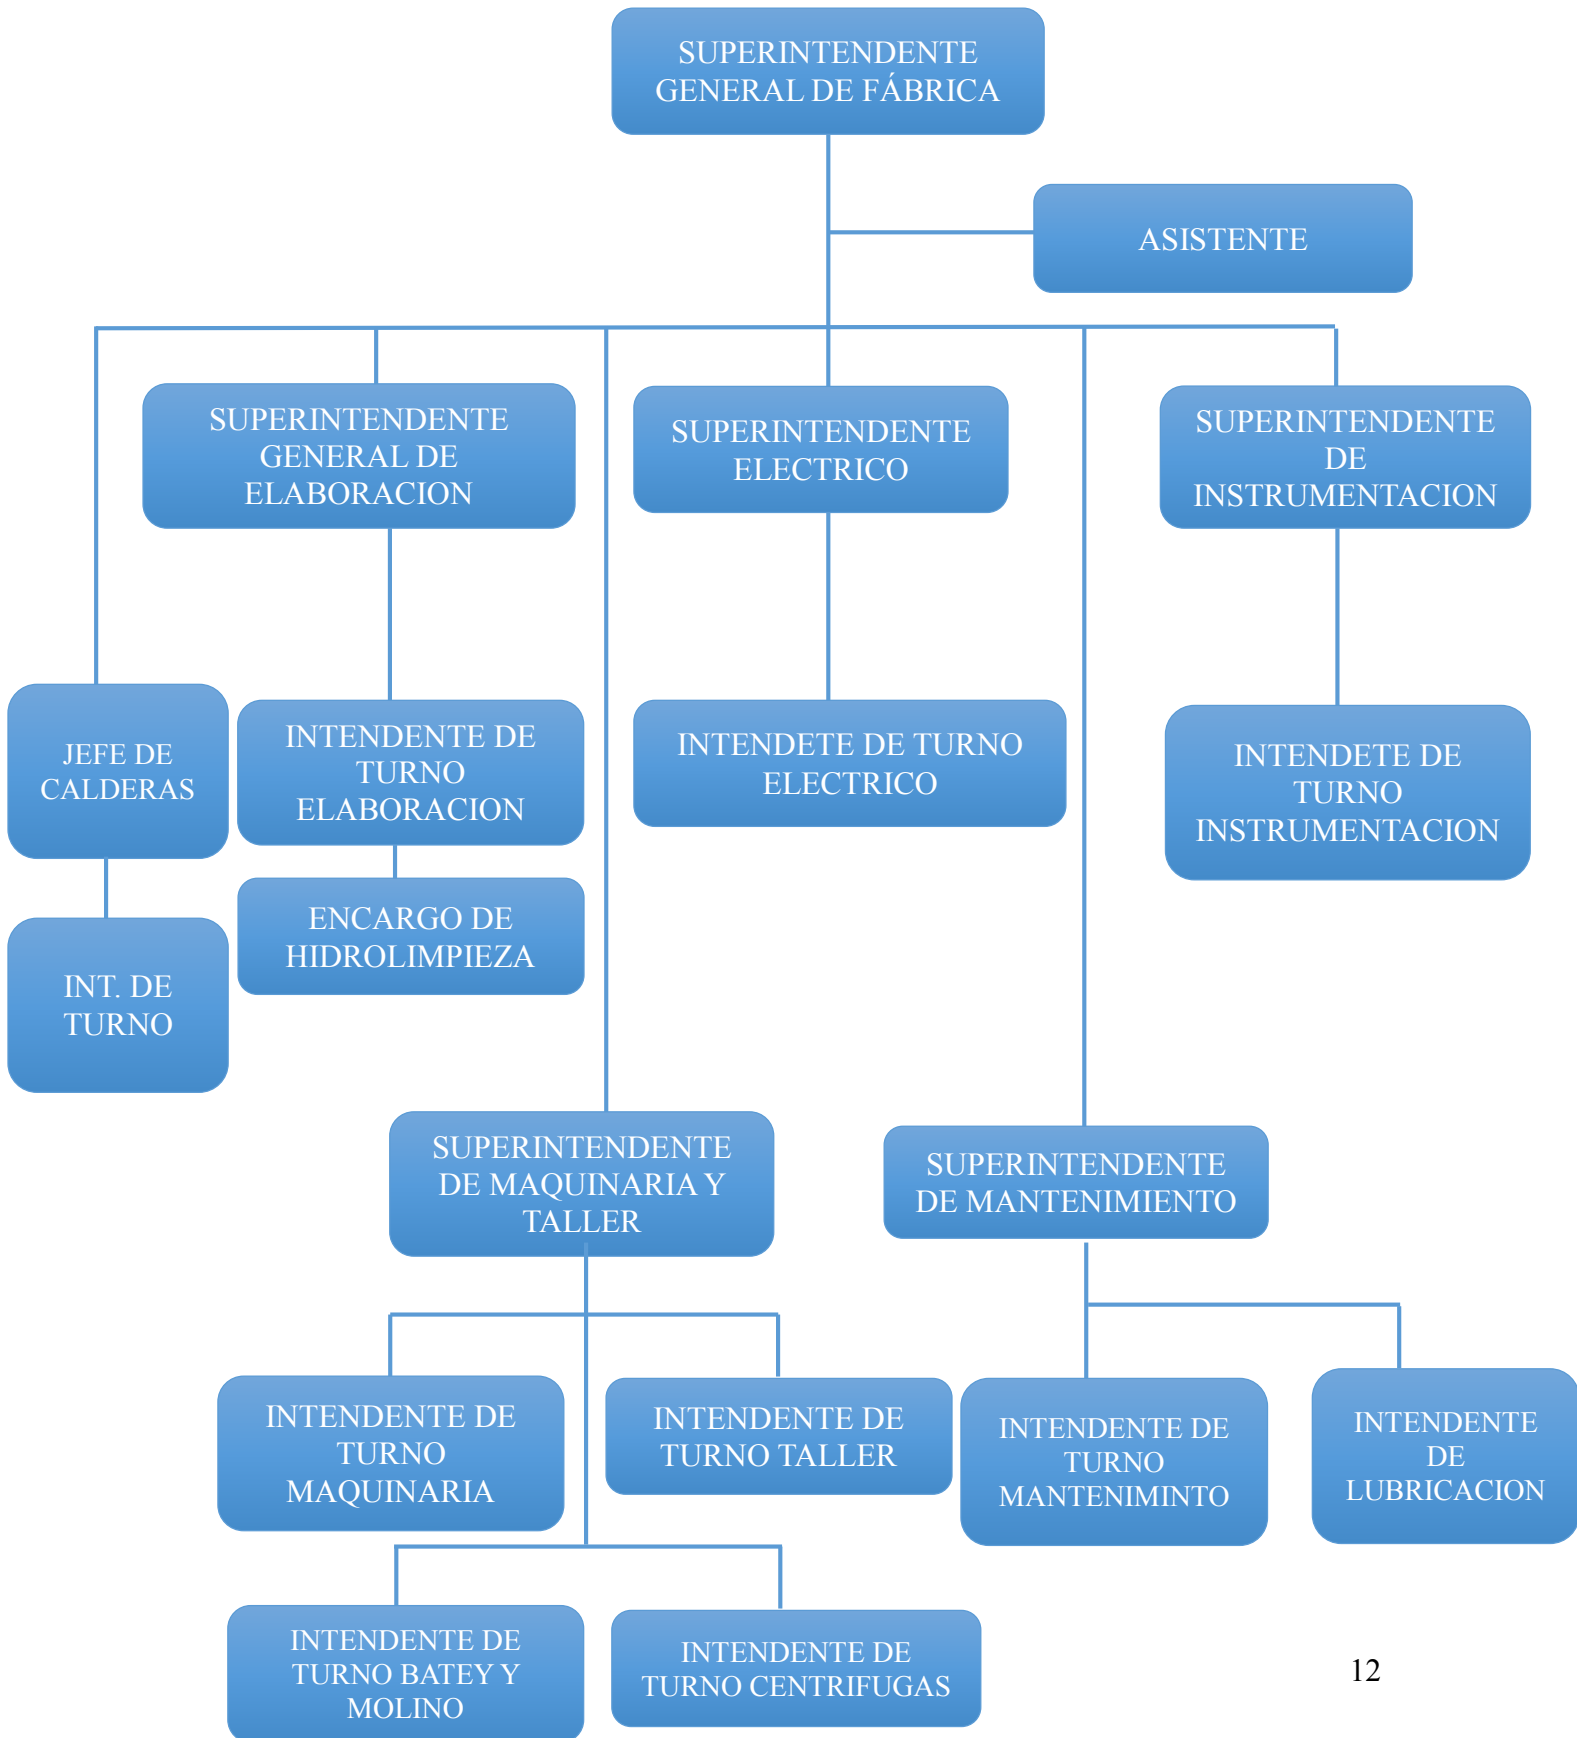 SUPERINTENDENTE
GENERAL DE FÁBRICA
ASISTENTE
SUPERINTENDENTE
GENERAL DE
ELABORACION
SUPERINTENDENTE
ELECTRICO
SUPERINTENDENTE
DE
INSTRUMENTACION
JEFE DE
CALDERAS
INTENDENTE DE
TURNO
ELABORACION
INTENDETE DE TURNO
ELECTRICO
INTENDETE DE
TURNO
INSTRUMENTACION
INT. DE
TURNO
ENCARGO DE
HIDROLIMPIEZA
SUPERINTENDENTE
DE MAQUINARIA Y
TALLER
SUPERINTENDENTE
DE MANTENIMIENTO
INTENDENTE DE
TURNO
MAQUINARIA
INTENDENTE DE
TURNO TALLER
INTENDENTE DE
TURNO
MANTENIMINTO
INTENDENTE
DE
LUBRICACION
INTENDENTE DE
TURNO BATEY Y
MOLINO
INTENDENTE DE
TURNO CENTRIFUGAS
12